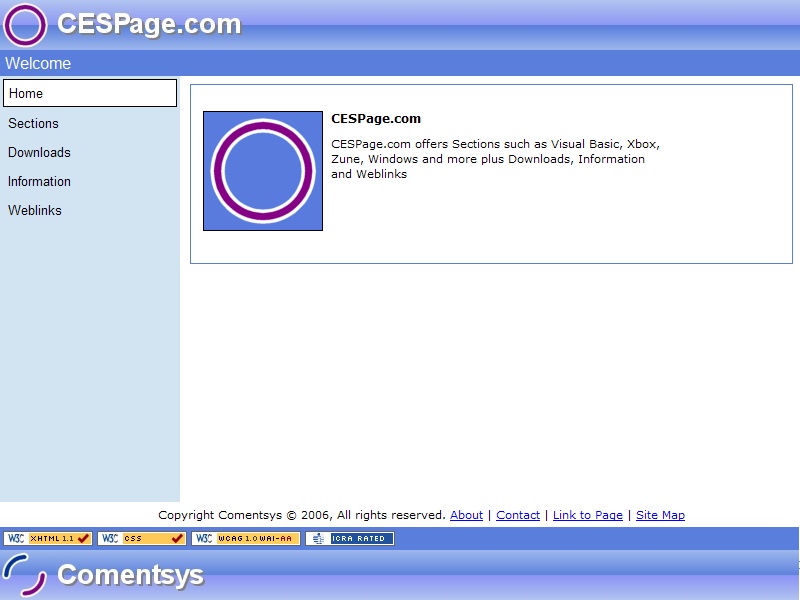 CESPage.com
Welcome
Home
Sections
Downloads
Information
Weblinks
CESPage.com
CESPage.com offers Sections such as Visual Basic, Xbox,
Zune, Windows and more plus Downloads, Information
and Weblinks
Copyright Comentsys © 2006, All rights reserved. About | Contact | Link to Page | Site Map
W3C XHTML 1.1 W3C CSS W3C WCAG 1.0 WAI-AA ICRA RATED
Comentsys